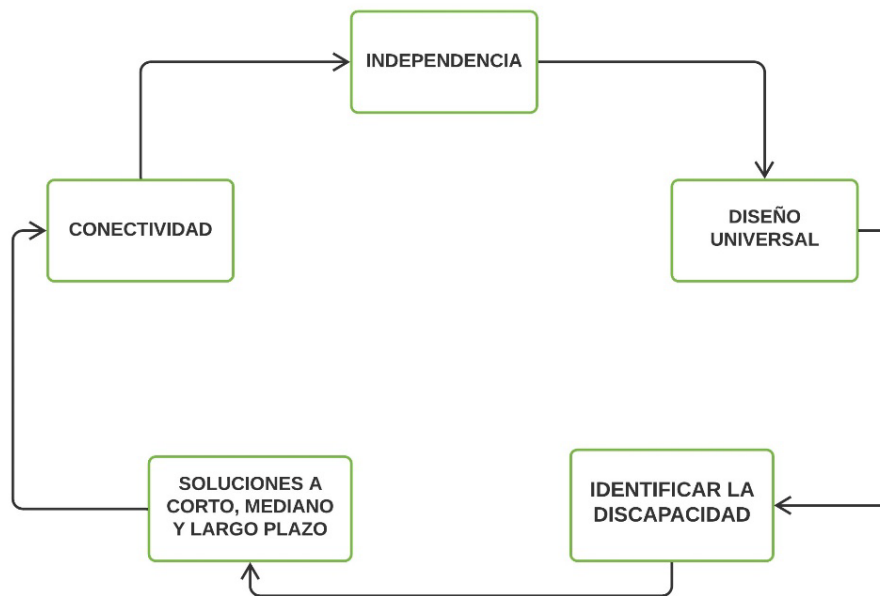 INDEPENDENCIA
CONECTIVIDAD
DISEÑO
UNIVERSAL
SOLUCIONES A
CORTO, MEDIANO
Y LARGO PLAZO
IDENTIFICAR LA
DISCAPACIDAD